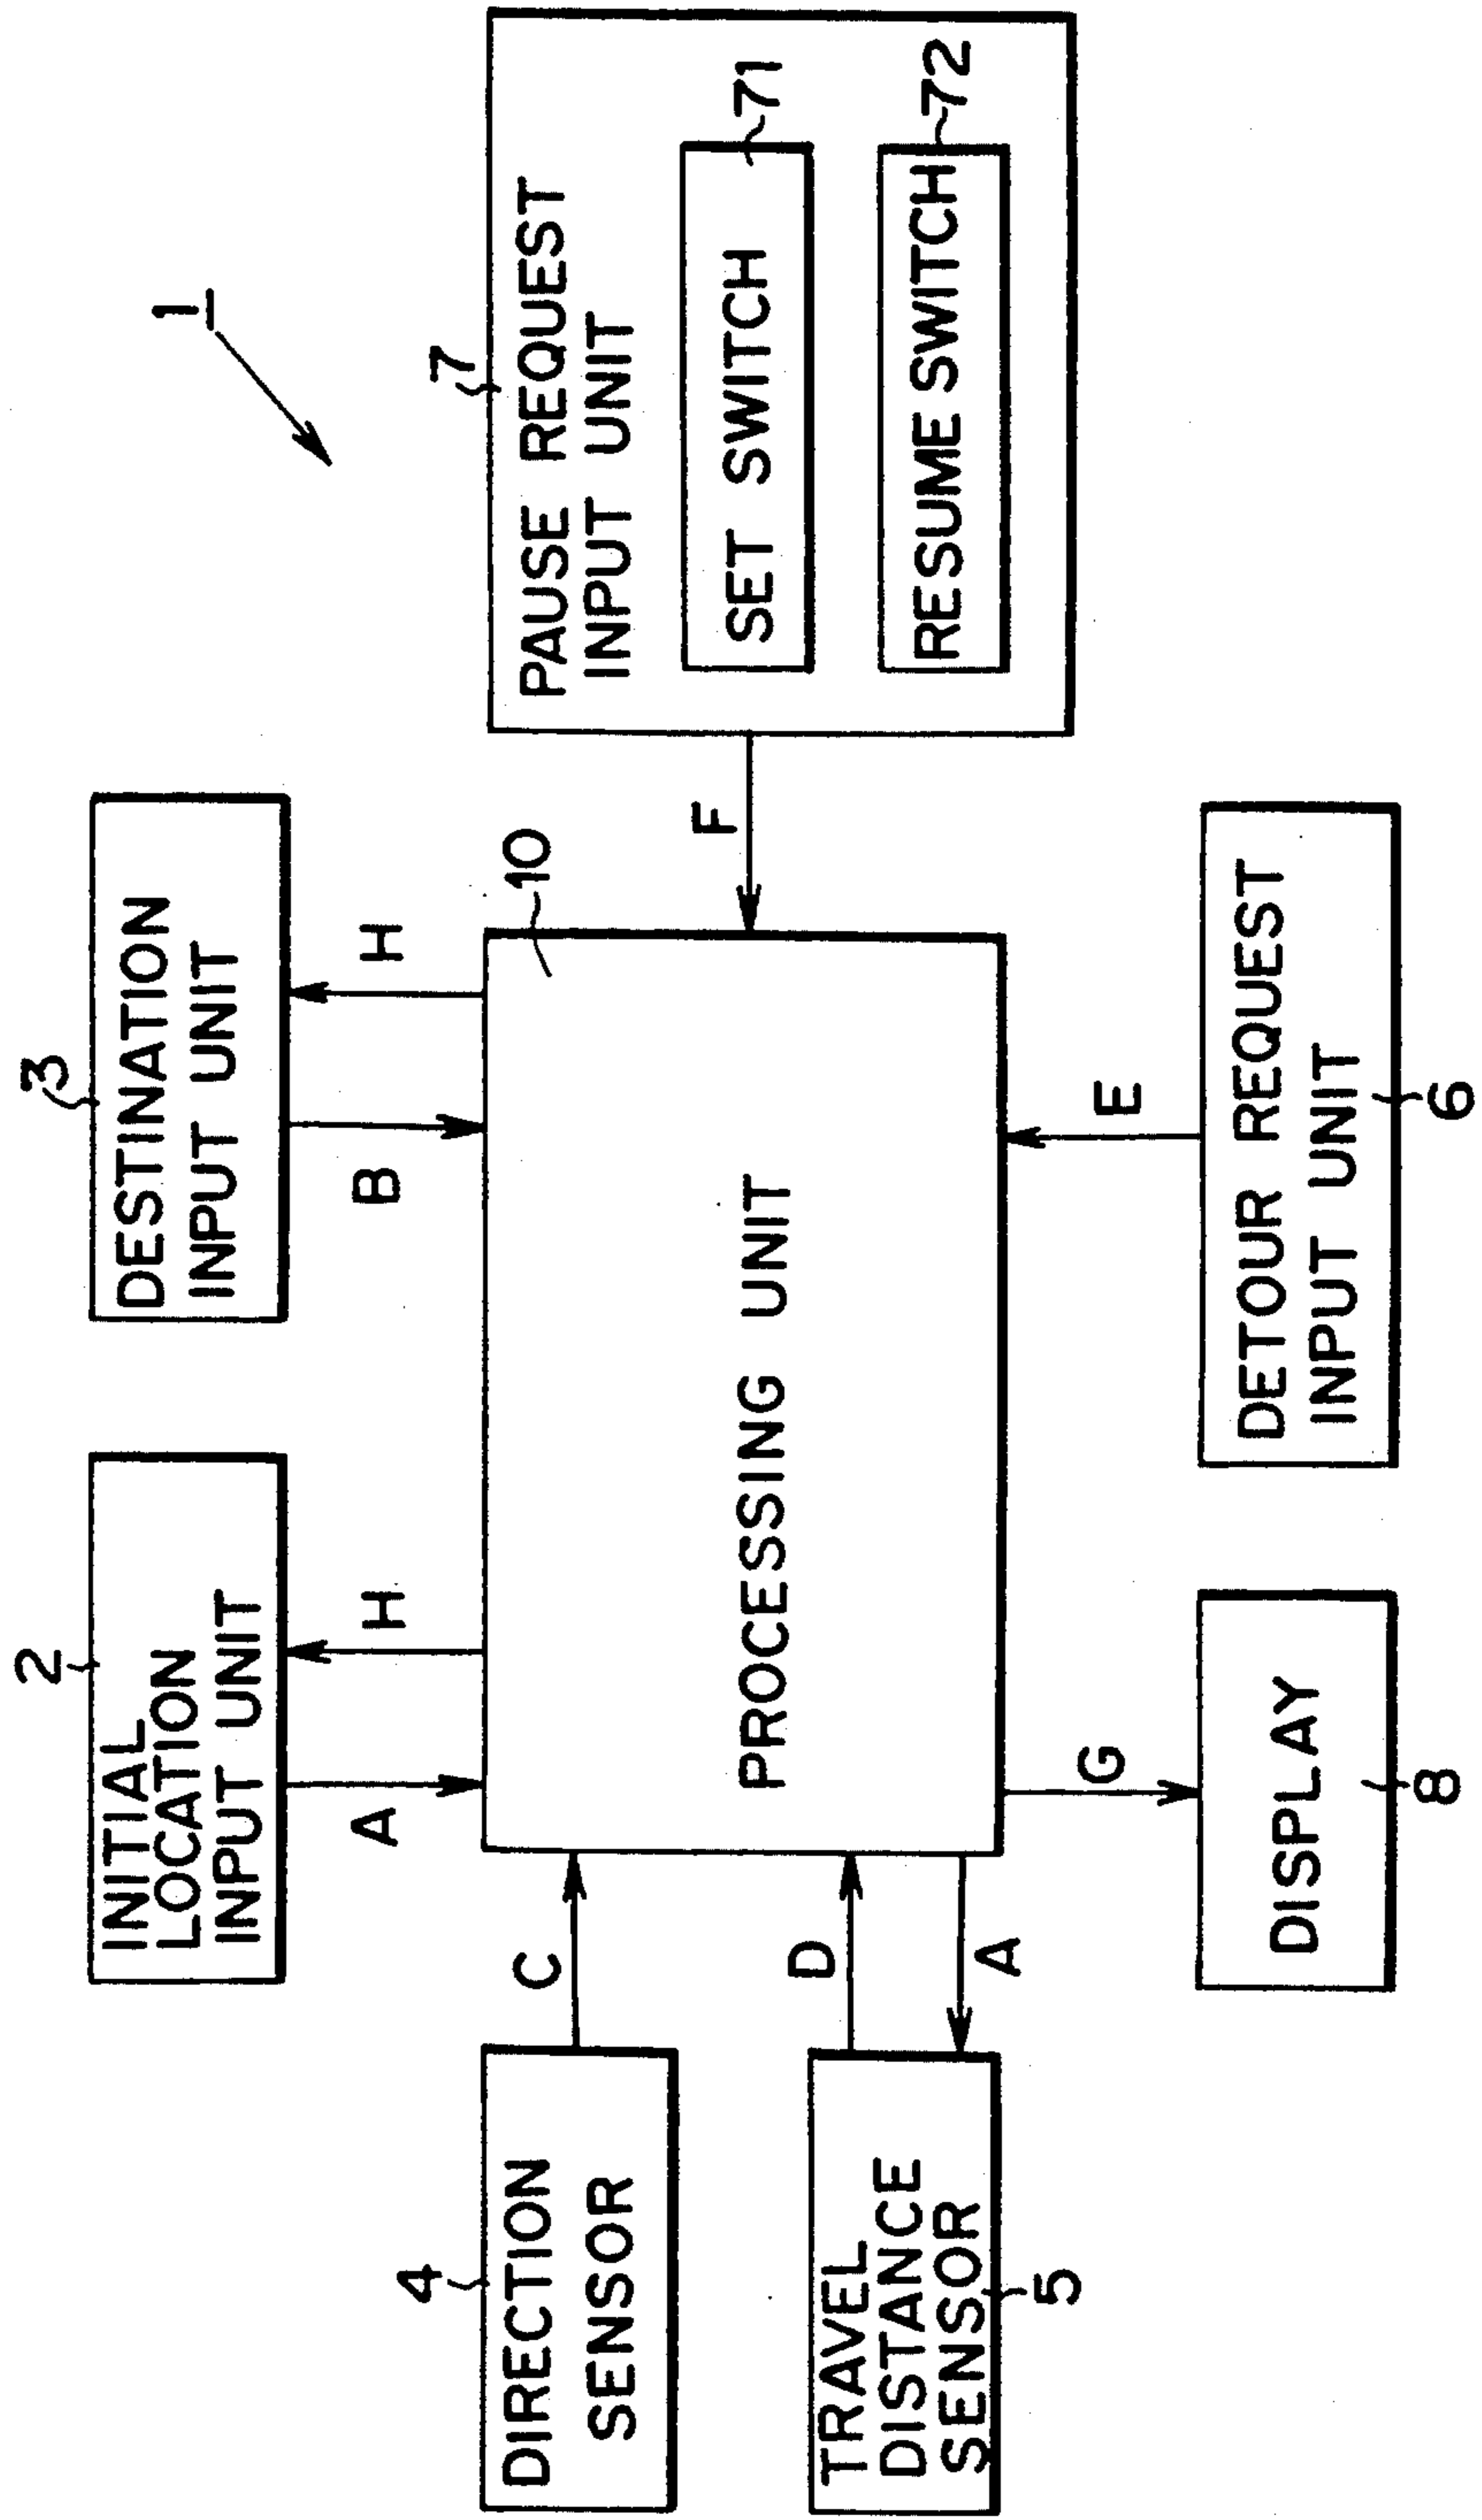 1
2
INITIAL
LOCATION
INPUT UNIT
3
DESTINATION
INPUT UNIT
A
H
B
H
4
DIRECTION
SENSOR
C
10
PROCESSING UNIT
F
7
PAUSE REQUEST
INPUT UNIT
SET SWITCH
71
RESUME SWITCH
72
TRAVEL
DISTANCE
SENSOR
5
D
A
G
E
DISPLAY
8
DETOUR REQUEST
INPUT UNIT
6